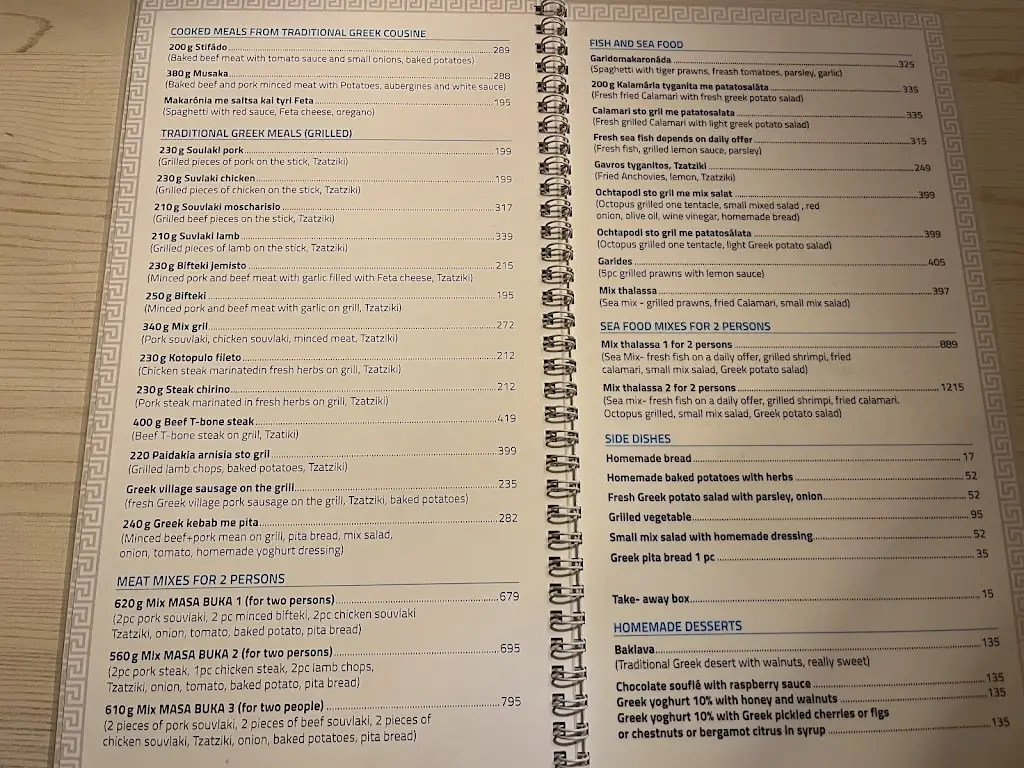 COOKED MEALS FROM TRADITIONAL GREEK COUSINE
200 g Stifádo 289
(Baked beef meat with tomato sauce and small onions, baked potatoes)
380 g Musaka 288
(Baked beef and pork minced meat with Potatoes, aubergines and white sauce)
Makarónia me saltsa kai tyri Feta 195
(Spaghetti with red sauce, Feta cheese, oregano)
TRADITIONAL GREEK MEALS (GRILLED)
230 g Soulaki pork 199
(Grilled pieces of pork on the stick, Tzatziki)
230 g Suvlaki chicken 199
(Grilled pieces of chicken on the stick, Tzatziki)
210 g Souvlaki moscharisio 317
(Grilled beef pieces on the stick, Tzatziki)
210 g Suvlaki lamb 339
(Grilled pieces of lamb on the stick, Tzatziki)
230 g Bifteki jemisto 215
(Minced pork and beef meat with garlic filled with Feta cheese, Tzatziki)
250 g Bifteki 195
(Minced pork and beef meat with garlic on grill, Tzatziki)
340 g Mix gril 272
(Pork souvlaki, chicken souvlaki, minced meat, Tzatziki)
230 g Kotopulo fileto 212
(Chicken steak marinatedin fresh herbs on grill, Tzatziki)
230 g Steak chirino 212
(Pork steak marinated in fresh herbs on grill, Tzatziki)
400 g Beef T-bone steak 419
(Beef T-bone steak on grill, Tzatiki)
220 Paidakia arnisia sto gril 399
(Grilled lamb chops, baked potatoes, Tzatziki)
Greek village sausage on the grill 235
(fresh Greek village pork sausage on the grill, Tzatziki, baked potatoes)
240 g Greek kebab me pita 282
(Minced beef+pork mean on grill, pita bread, mix salad,
onion, tomato, homemade yoghurt dressing)
MEAT MIXES FOR 2 PERSONS
620 g Mix MASA BUKA 1 (for two persons) 679
(2pc pork souvlaki, 2 pc minced bifteki, 2pc chicken souvlaki
Tzatziki, onion, tomato, baked potato, pita bread)
560 g Mix MASA BUKA 2 (for two persons) 695
(2pc pork steak, 1pc chicken steak, 2pc lamb chops,
Tzatziki, onion, tomato, baked potato, pita bread)
610 g Mix MASA BUKA 3 (for two people) 795
(2 pieces of pork souvlaki, 2 pieces of beef souvlaki, 2 pieces of
chicken souvlaki, Tzatziki, onion, baked potatoes, pita bread)
FISH AND SEA FOOD
Garidomakaronáda 325
(Spaghetti with tiger prawns, freash tomatoes, parsley, garlic)
200 g Kalamária tyganita me patatosaláta 335
(Fresh fried Calamari with fresh greek potato salad)
Calamari sto gril me patatosalata 335
(Fresh grilled Calamari with light greek potato salad)
Fresh sea fish depends on daily offer 315
(Fresh fish, grilled lemon sauce, parsley)
Gavros tyganitos, Tzatziki 249
(Fried Anchovies, lemon, Tzatziki)
Ochtapodi sto gril me mix salat 399
(Octopus grilled one tentacle, small mixed salad , red
onion, olive oil, wine vinegar, homemade bread)
Ochtapodi sto gril me patatosálata 399
(Octopus grilled one tentacle, light Greek potato salad)
Garides 405
(5pc grilled prawns with lemon sauce)
Mix thalassa 397
(Sea mix - grilled prawns, fried Calamari, small mix salad)
SEA FOOD MIXES FOR 2 PERSONS
Mix thalassa 1 for 2 persons 889
(Sea Mix- fresh fish on a daily offer, grilled shrimpi, fried
calamari, small mix salad, Greek potato salad)
Mix thalassa 2 for 2 persons 1215
(Sea mix- fresh fish on a daily offer, grilled shrimpi, fried calamari.
Octopus grilled, small mix salad, Greek potato salad)
SIDE DISHES
Homemade bread 17
Homemade baked potatoes with herbs 52
Fresh Greek potato salad with parsley, onion 52
Grilled vegetable 95
Small mix salad with homemade dressing 52
Greek pita bread 1 pc 35
Take- away box 15
HOMEMADE DESSERTS
Baklava 135
(Traditional Greek desert with walnuts, really sweet)
Chocolate souflé with raspberry sauce 135
Greek yoghurt 10% with honey and walnuts 135
Greek yoghurt 10% with Greek pickled cherries or figs
or chestnuts or bergamot citrus in syrup 135